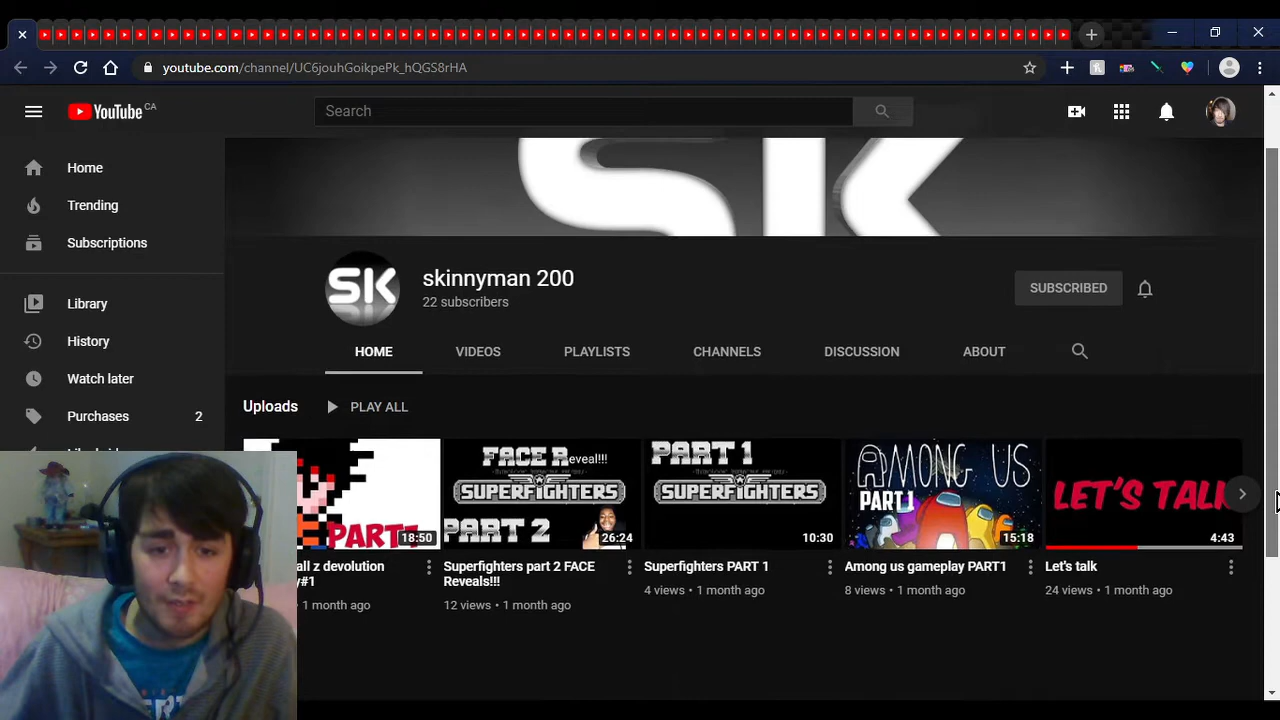 youtube.com/channel/UC6jouhGoikpePk_hQGS8rHA
YouTube CA
Search
Home
Trending
Subscriptions
Library
History
Watch later
Purchases 2
SK
SK
skinnyman 200
22 subscribers
SUBSCRIBED
HOME VIDEOS PLAYLISTS CHANNELS DISCUSSION ABOUT
Uploads PLAY ALL
PART1
18:50
all z devolution
y#1
1 month ago
FACE Reveal!!!
SUPERFIGHTERS
PART 2
26:24
Superfighters part 2 FACE
Reveals!!!
12 views • 1 month ago
PART 1
SUPERFIGHTERS
10:30
Superfighters PART 1
4 views • 1 month ago
AMONG US
PART1
15:18
Among us gameplay PART1
8 views • 1 month ago
LET'S TALK
4:43
Let's talk
24 views • 1 month ago